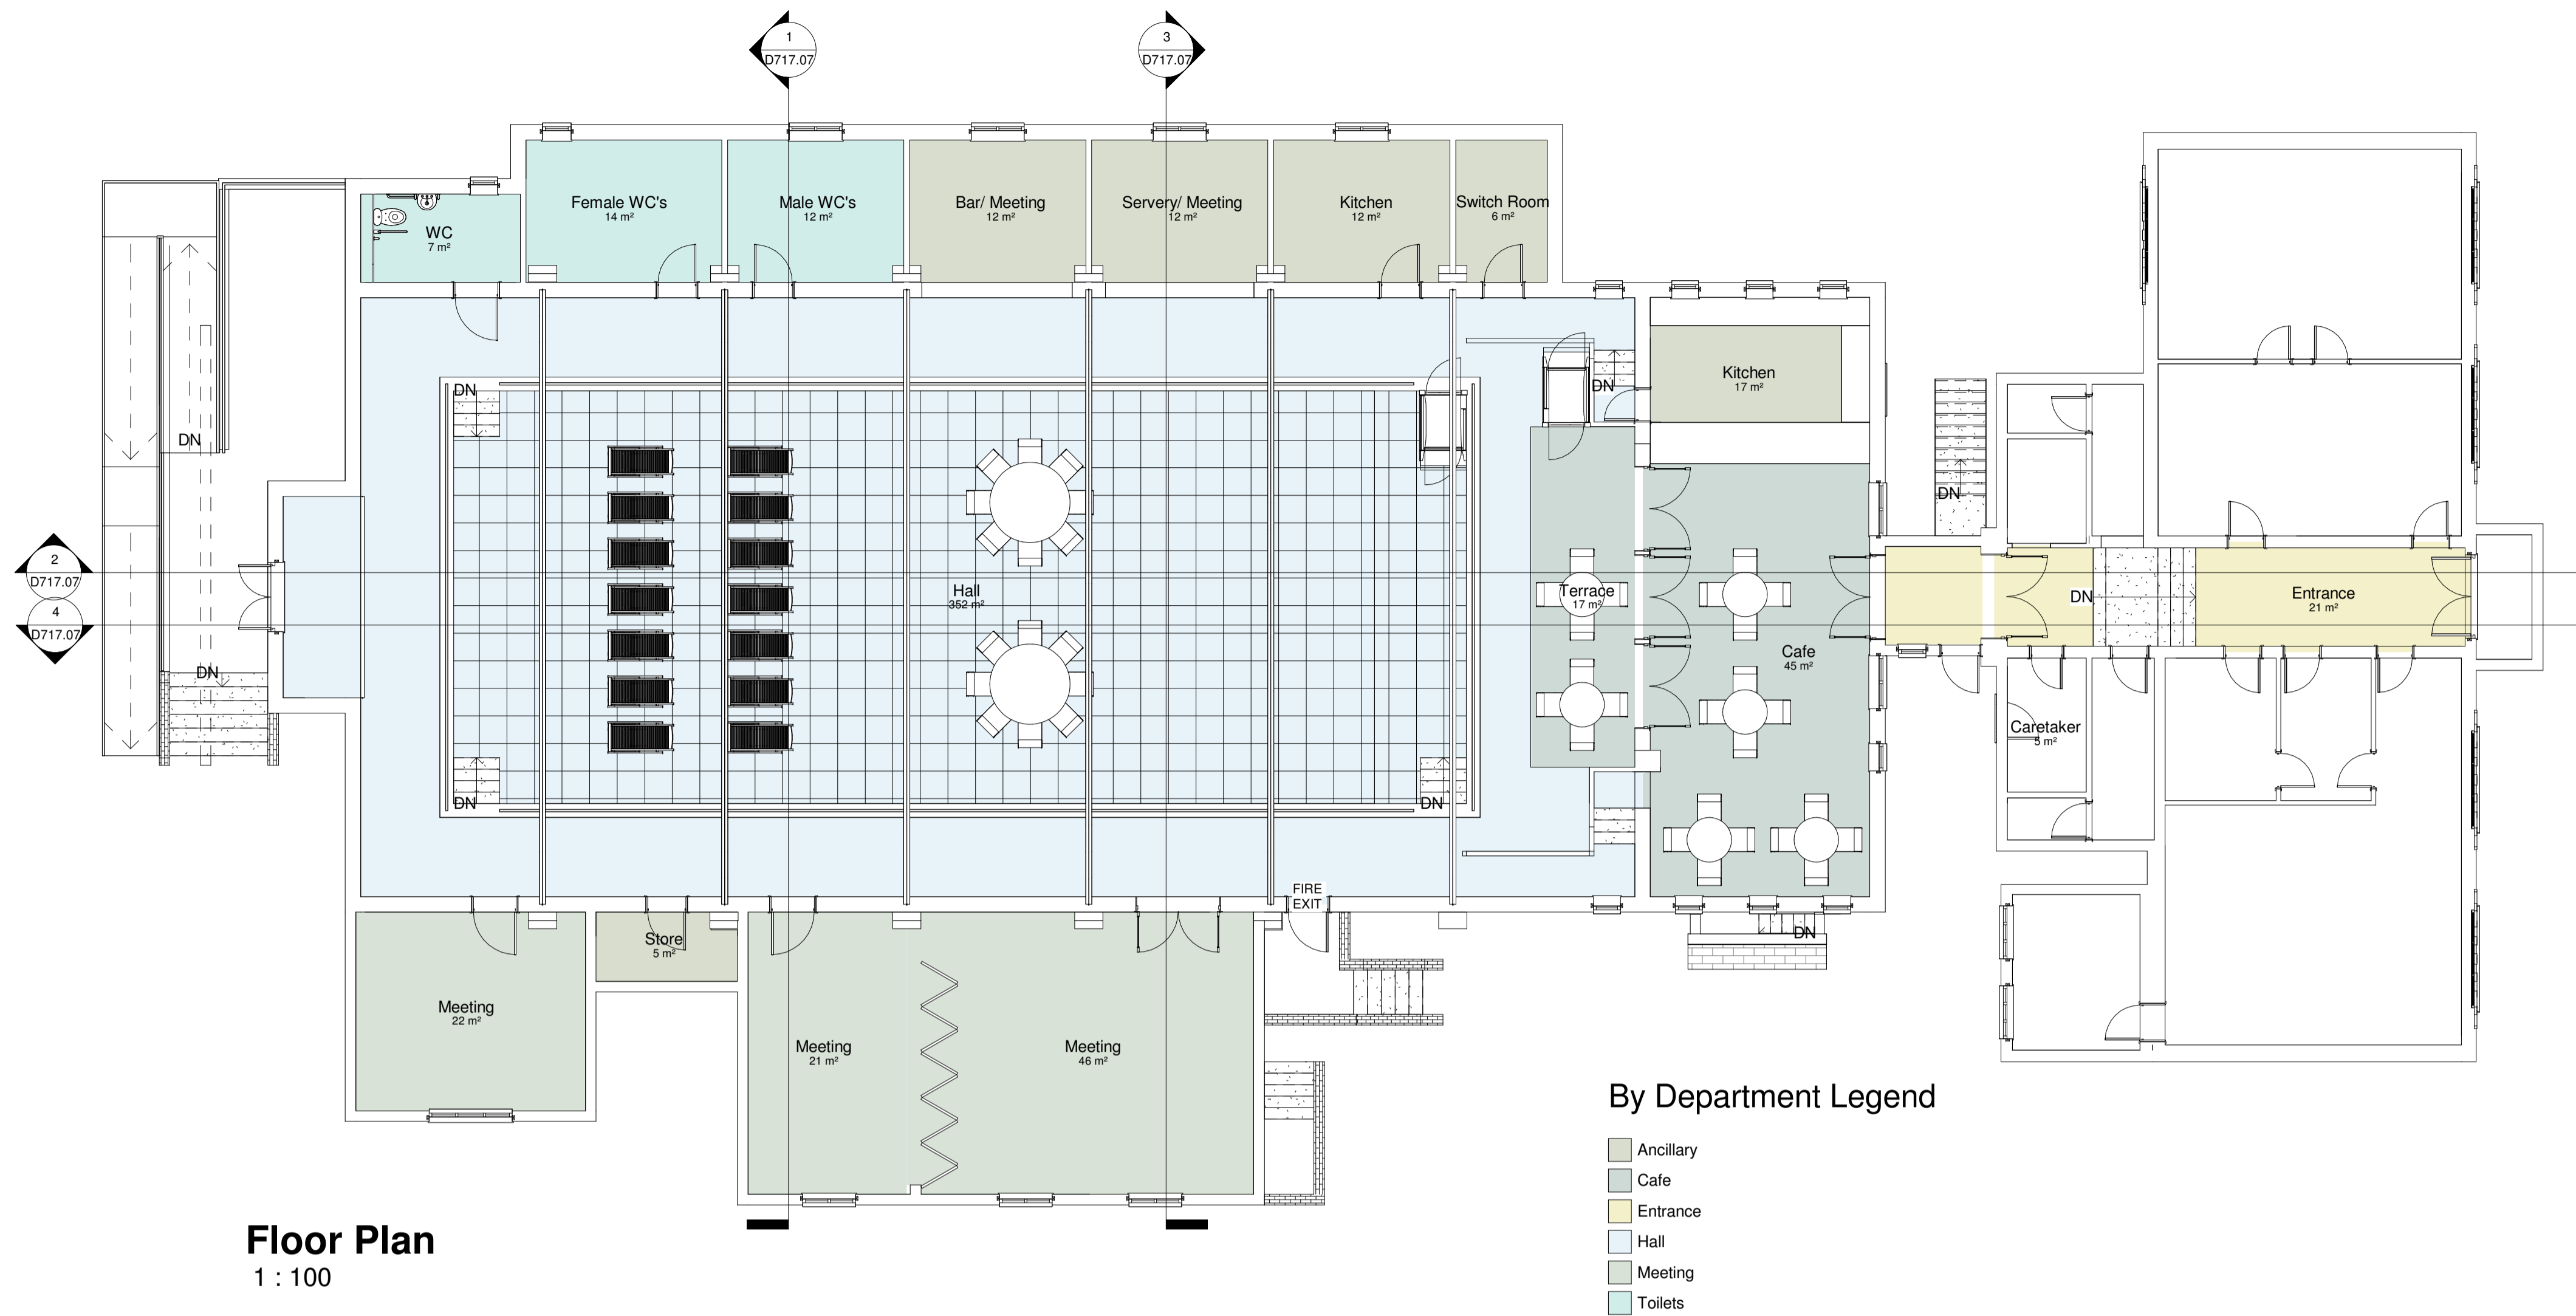 1
D717.07
3
D717.07
Female WC's
14 m²
Male WC's
12 m²
Bar/ Meeting
12 m²
Servery/ Meeting
12 m²
Kitchen
12 m²
Switch Room
6 m²
WC
7 m²
DN
DN
DN
Kitchen
17 m²
DN
DN
2
D717.07
4
D717.07
Hall
352 m²
Terrace
17 m²
Cafe
45 m²
DN
Entrance
21 m²
DN
Caretaker
5 m²
DN
DN
FIRE
EXIT
DN
Store
5 m²
Meeting
22 m²
Meeting
21 m²
Meeting
46 m²
By Department Legend
Ancillary
Cafe
Entrance
Hall
Meeting
Toilets
Floor Plan
1 : 100